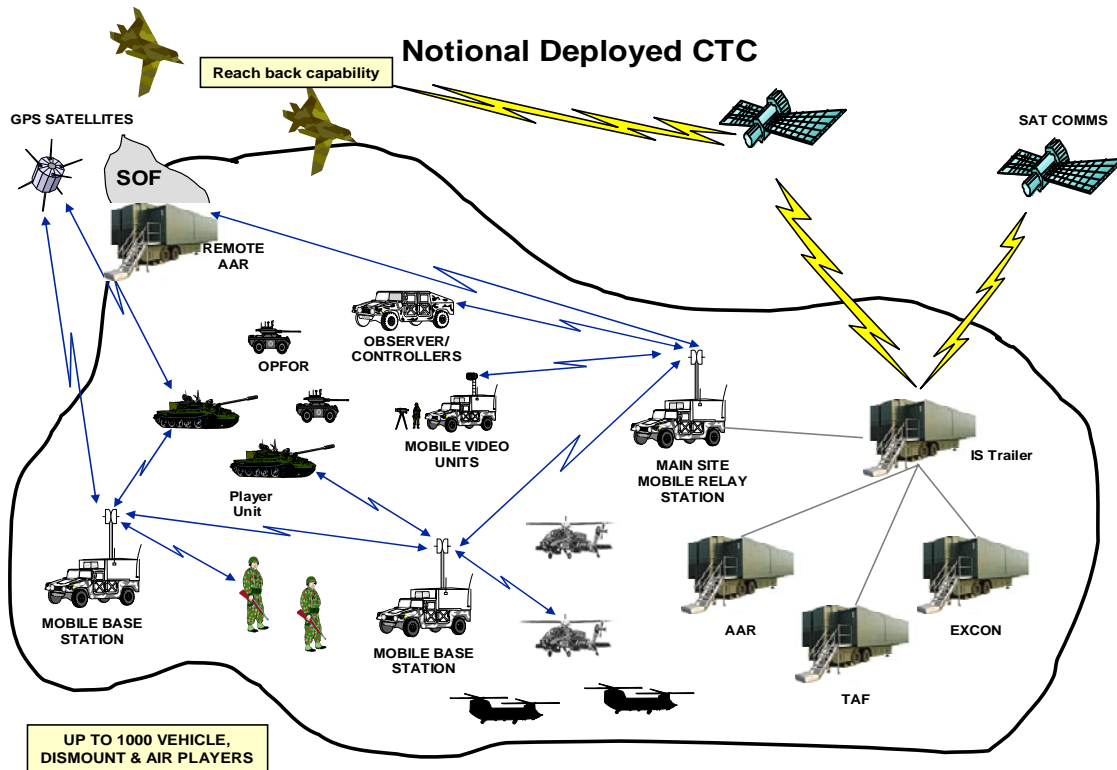 Notional Deployed CTC
Reach back capability
GPS SATELLITES
SAT COMMS
SOF
REMOTE
AAR
OBSERVER/
CONTROLLERS
OPFOR
MOBILE VIDEO
UNITS
MAIN SITE
MOBILE RELAY
STATION
IS Trailer
Player
Unit
MOBILE BASE
STATION
MOBILE BASE
STATION
AAR
EXCON
TAF
UP TO 1000 VEHICLE,
DISMOUNT & AIR PLAYERS